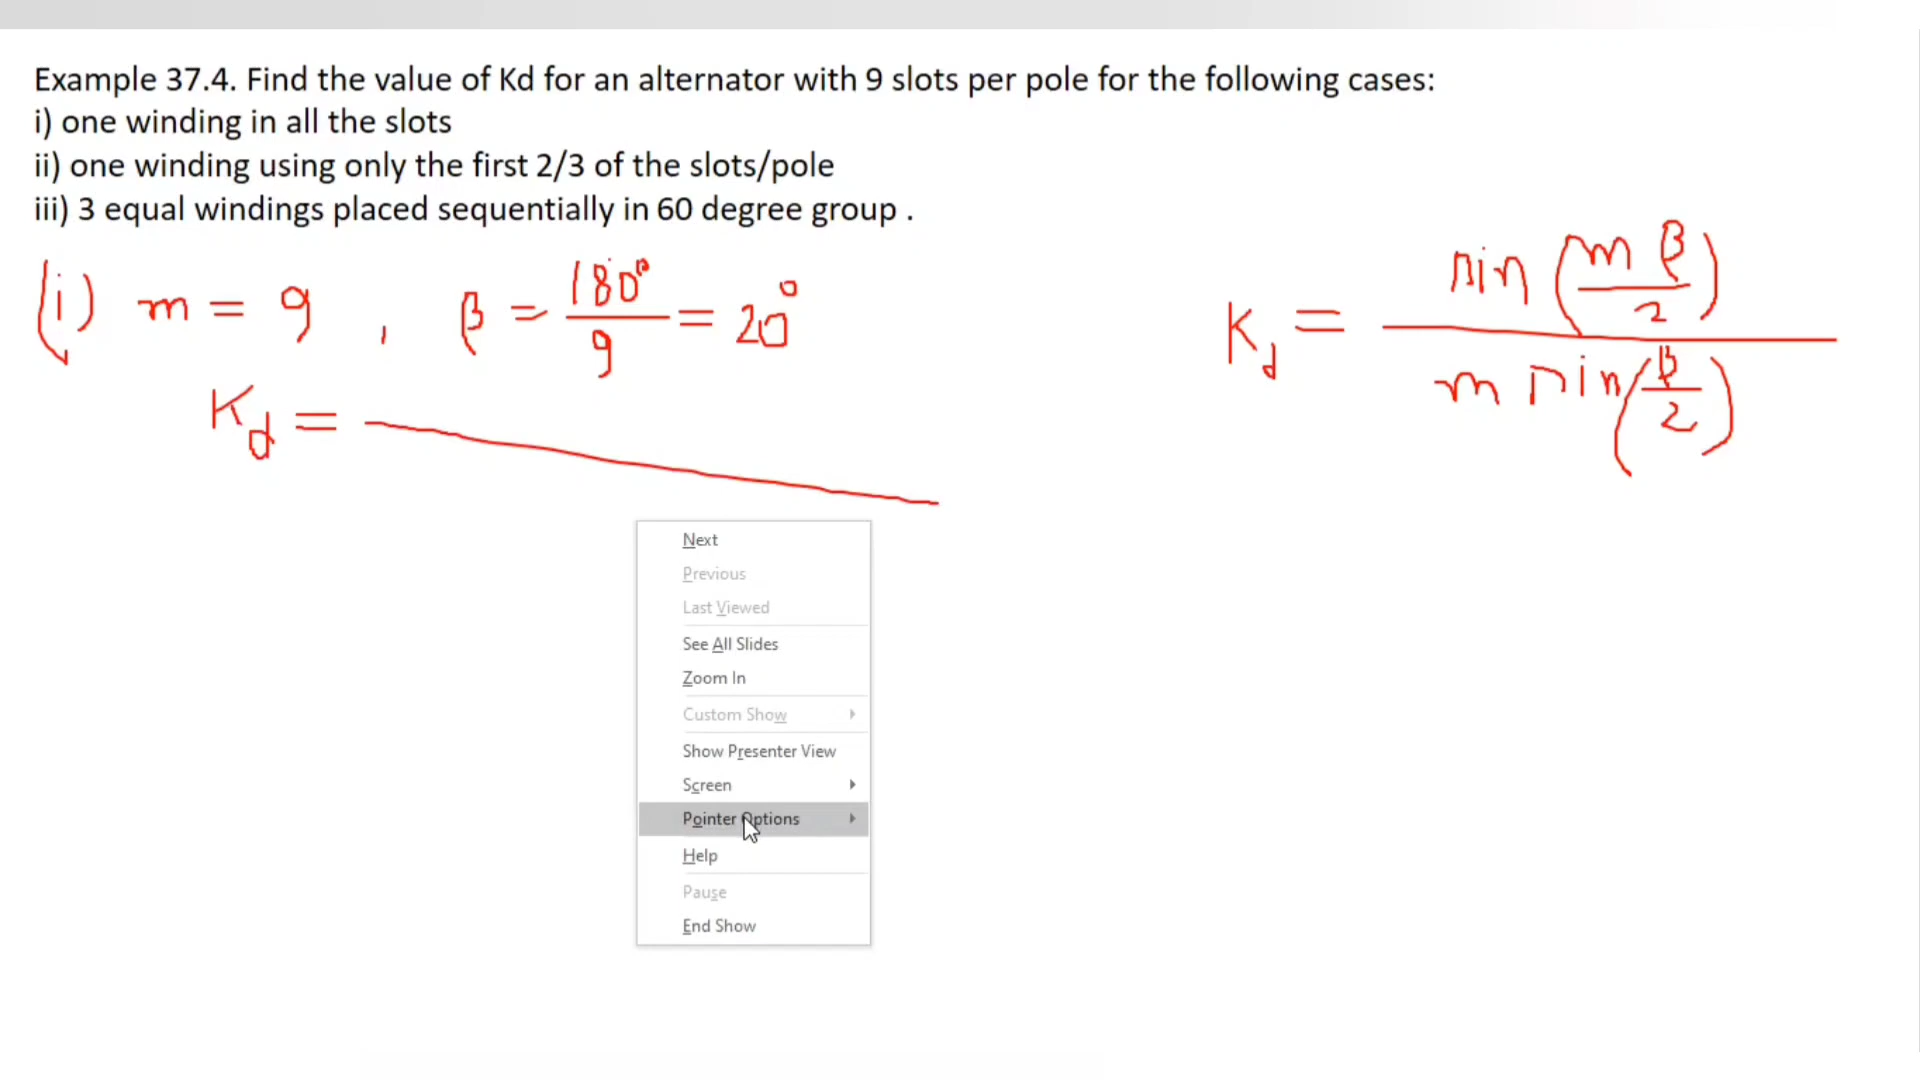 Example 37.4. Find the value of Kd for an alternator with 9 slots per pole for the following cases:
i) one winding in all the slots
ii) one winding using only the first 2/3 of the slots/pole
iii) 3 equal windings placed sequentially in 60 degree group .
(i) m = 9 , β = 180° / 9 = 20°
K_d =
K_d = sin (m β / 2) / m sin (β / 2)
Next
Previous
Last Viewed
See All Slides
Zoom In
Custom Show
Show Presenter View
Screen
Pointer Options
Help
Pause
End Show